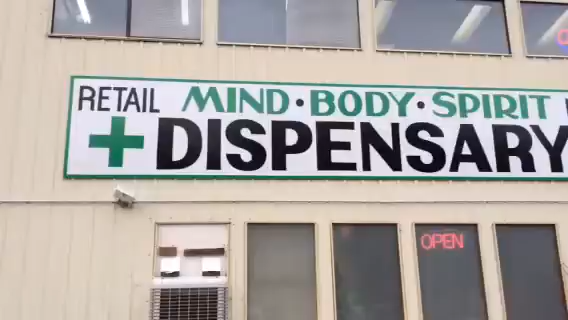 RETAIL MIND • BODY • SPIRIT
DISPENSARY
OPEN